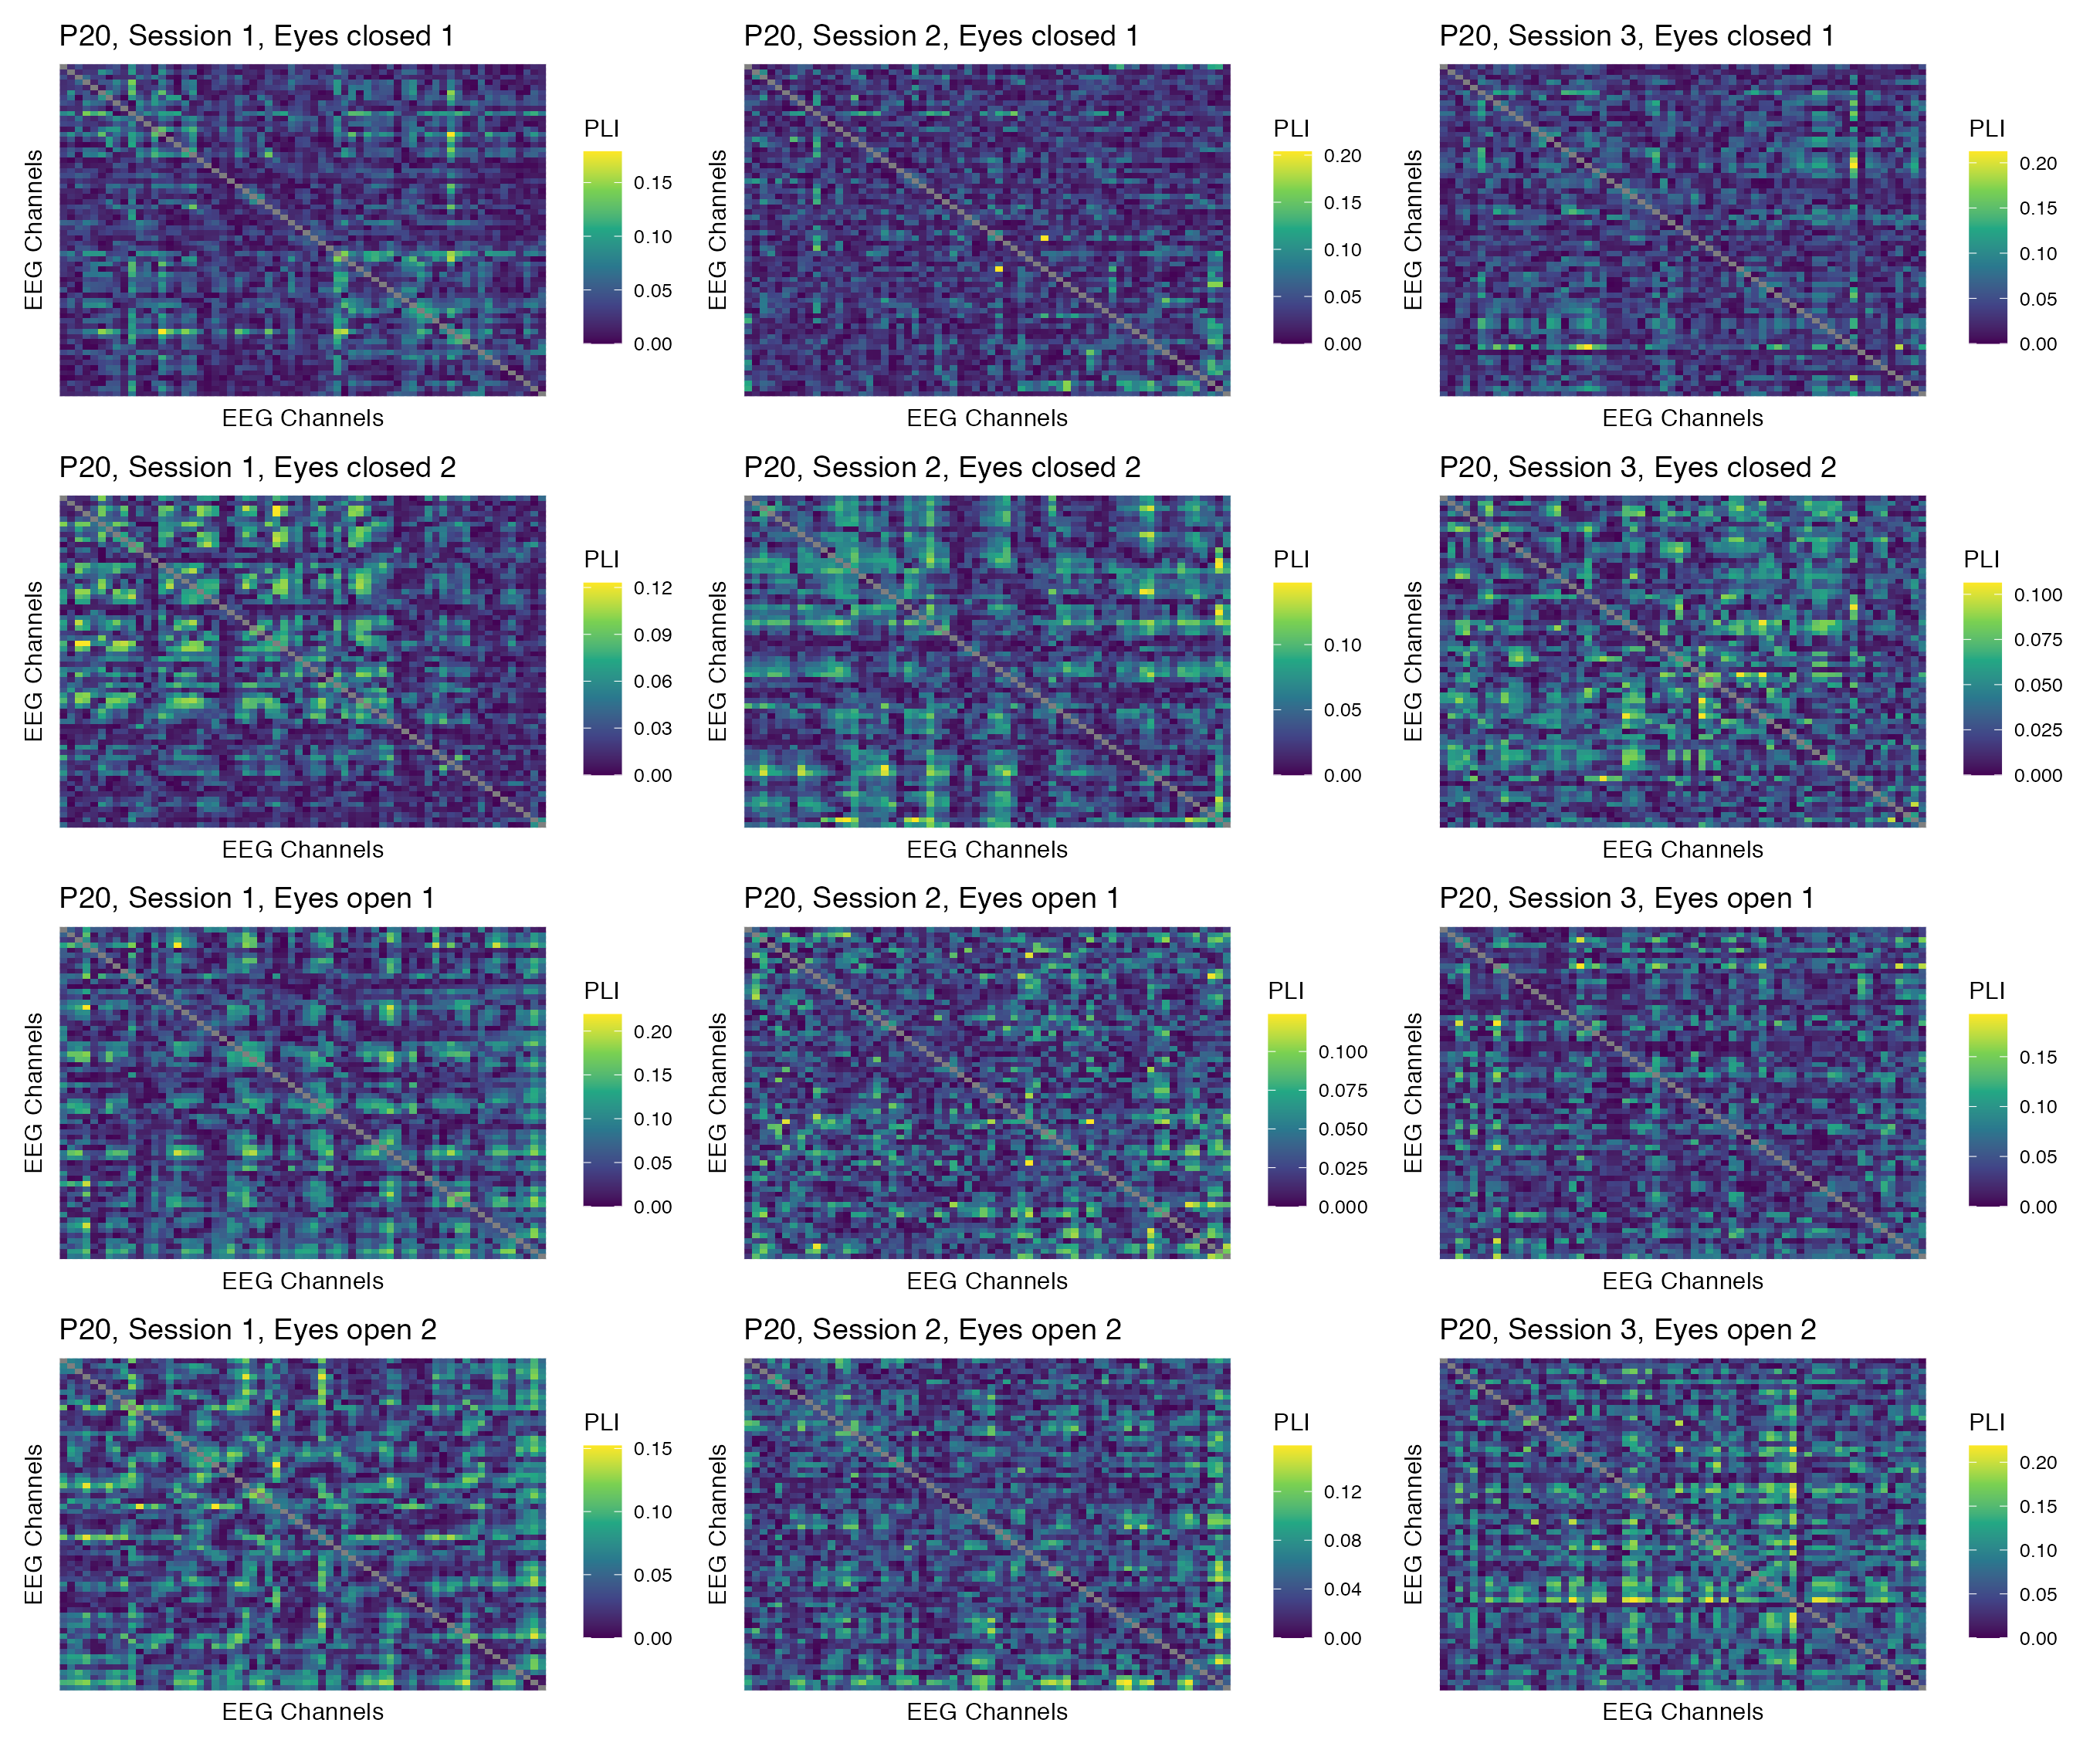 P20, Session 1, Eyes closed 1
EEG Channels
EEG Channels
PLI
0.15
0.10
0.05
0.00
P20, Session 2, Eyes closed 1
EEG Channels
EEG Channels
PLI
0.20
0.15
0.10
0.05
0.00
P20, Session 3, Eyes closed 1
EEG Channels
EEG Channels
PLI
0.20
0.15
0.10
0.05
0.00
P20, Session 1, Eyes closed 2
EEG Channels
EEG Channels
PLI
0.12
0.09
0.06
0.03
0.00
P20, Session 2, Eyes closed 2
EEG Channels
EEG Channels
PLI
0.10
0.05
0.00
P20, Session 3, Eyes closed 2
EEG Channels
EEG Channels
PLI
0.100
0.075
0.050
0.025
0.000
P20, Session 1, Eyes open 1
EEG Channels
EEG Channels
PLI
0.20
0.15
0.10
0.05
0.00
P20, Session 2, Eyes open 1
EEG Channels
EEG Channels
PLI
0.100
0.075
0.050
0.025
0.000
P20, Session 3, Eyes open 1
EEG Channels
EEG Channels
PLI
0.15
0.10
0.05
0.00
P20, Session 1, Eyes open 2
EEG Channels
EEG Channels
PLI
0.15
0.10
0.05
0.00
P20, Session 2, Eyes open 2
EEG Channels
EEG Channels
PLI
0.12
0.08
0.04
0.00
P20, Session 3, Eyes open 2
EEG Channels
EEG Channels
PLI
0.20
0.15
0.10
0.05
0.00